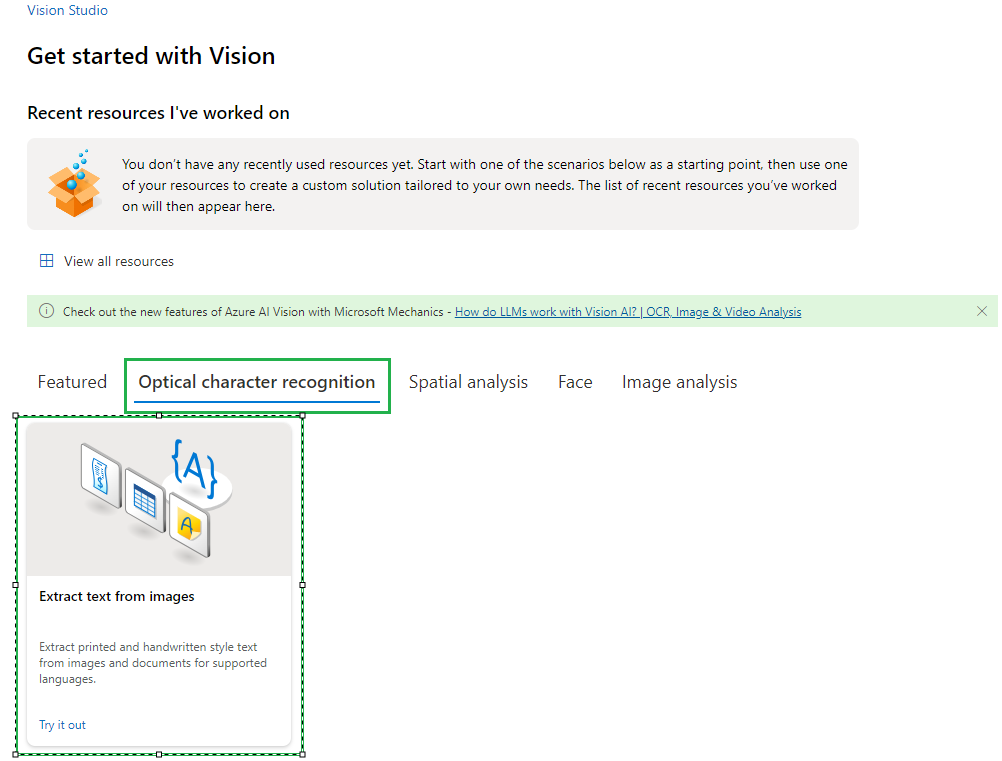 Vision Studio
Get started with Vision
Recent resources I've worked on
You don't have any recently used resources yet. Start with one of the scenarios below as a starting point, then use one
of your resources to create a custom solution tailored to your own needs. The list of recent resources you've worked
on will then appear here.
View all resources
Check out the new features of Azure AI Vision with Microsoft Mechanics - How do LLMs work with Vision AI? | OCR, Image & Video Analysis
Featured Optical character recognition Spatial analysis Face Image analysis
{A}
A
Extract text from images
Extract printed and handwritten style text
from images and documents for supported
languages.
Try it out